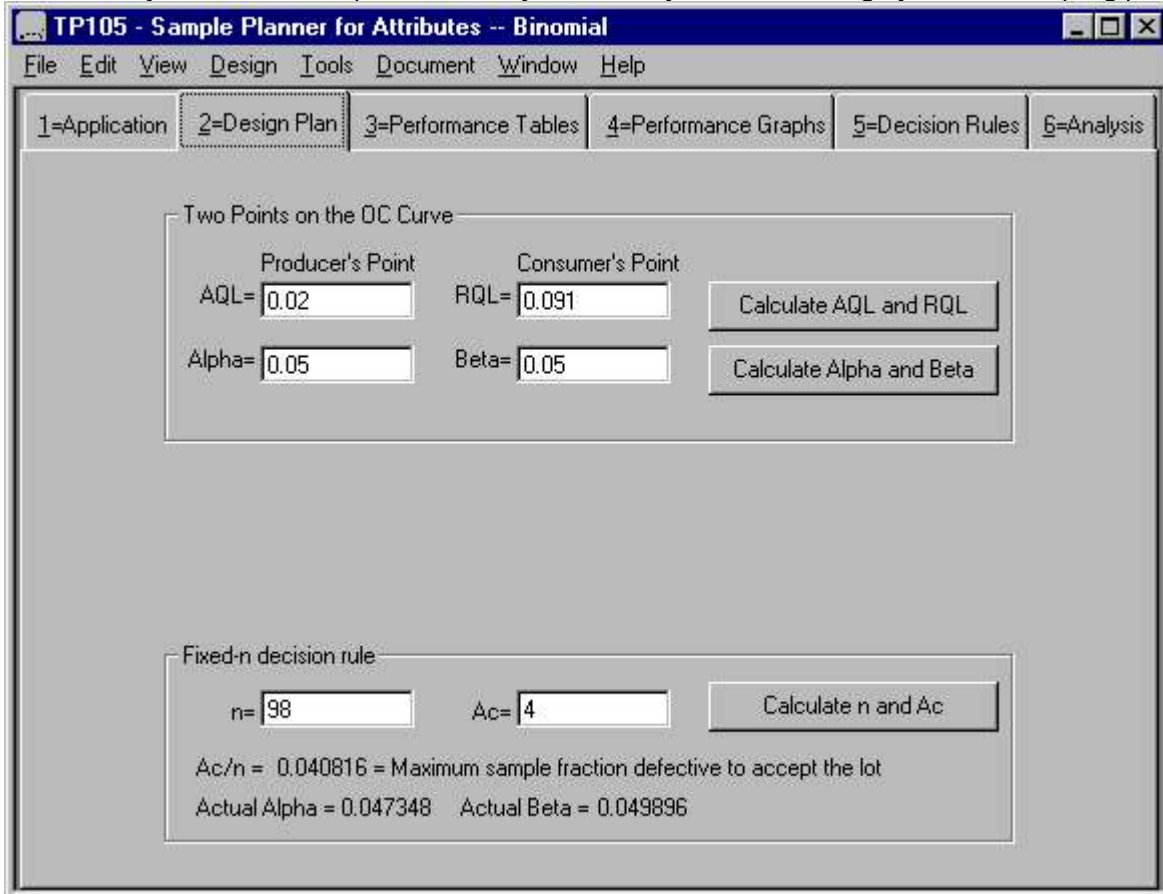 TP105 - Sample Planner for Attributes -- Binomial
File Edit View Design Tools Document Window Help
1=Application 2=Design Plan 3=Performance Tables 4=Performance Graphs 5=Decision Rules 6=Analysis
Two Points on the OC Curve
Producer's Point Consumer's Point
AQL= 0.02 RQL= 0.091 Calculate AQL and RQL
Alpha= 0.05 Beta= 0.05 Calculate Alpha and Beta
Fixed-n decision rule
n= 98 Ac= 4 Calculate n and Ac
Ac/n = 0.040816 = Maximum sample fraction defective to accept the lot
Actual Alpha = 0.047348 Actual Beta = 0.049896